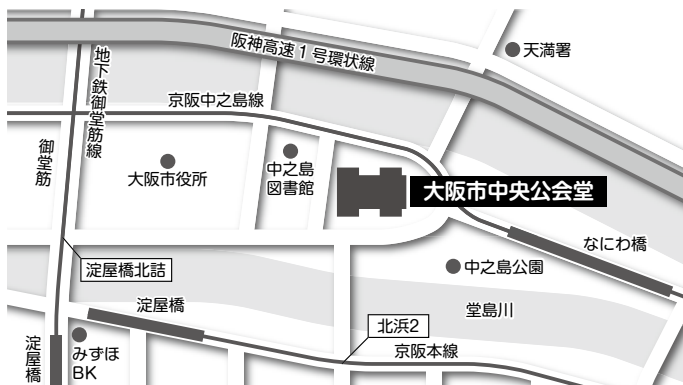 阪神高速1号環状線
天満署
地下鉄御堂筋線
京阪中之島線
御堂筋
大阪市役所
中之島
図書館
大阪市中央公会堂
なにわ橋
淀屋橋北詰
中之島公園
淀屋橋
堂島川
北浜2
京阪本線
淀屋橋
みずほ
BK